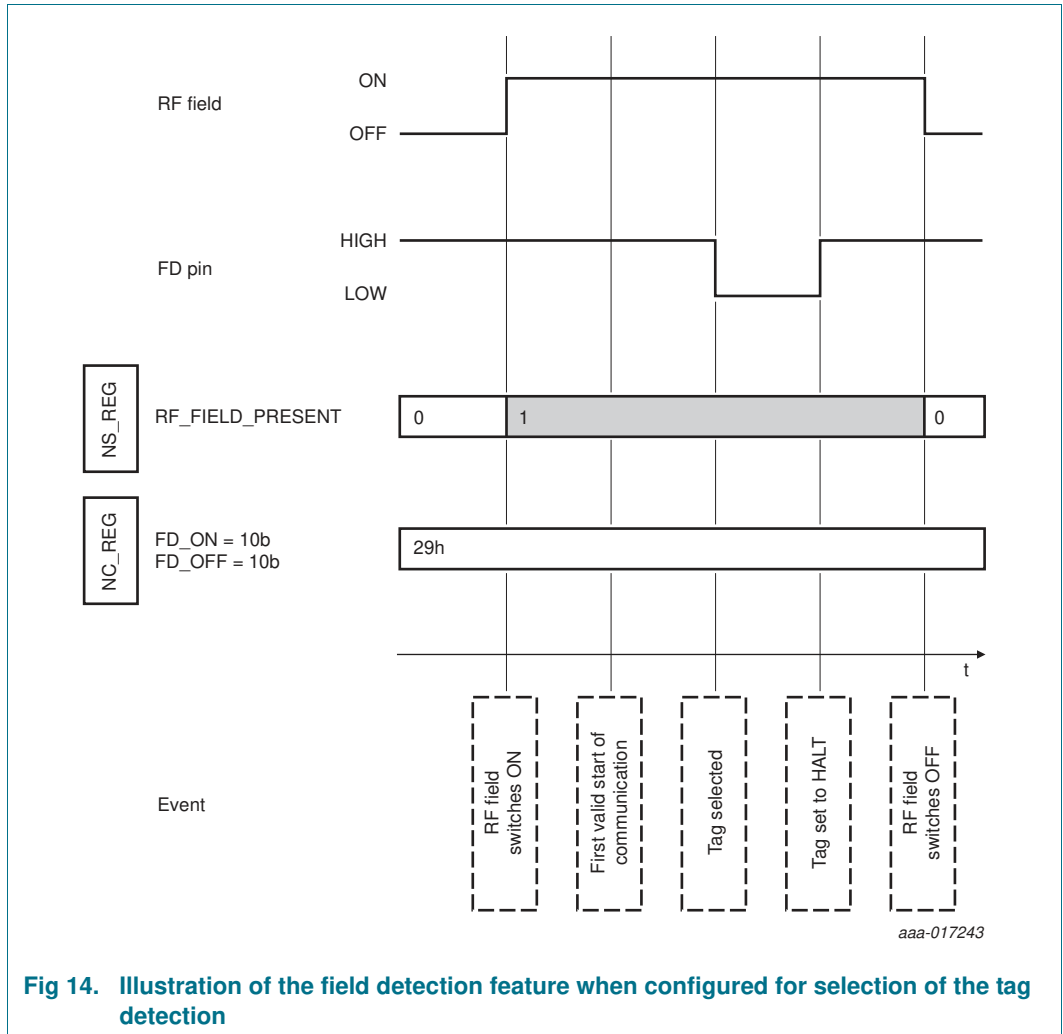 RF field
ON
OFF
FD pin
HIGH
LOW
NS_REG
RF_FIELD_PRESENT
0
1
0
NC_REG
FD_ON = 10b
FD_OFF = 10b
29h
t
Event
RF field
switches ON
First valid start of
communication
Tag selected
Tag set to HALT
RF field
switches OFF
aaa-017243
Fig 14. Illustration of the field detection feature when configured for selection of the tag
detection